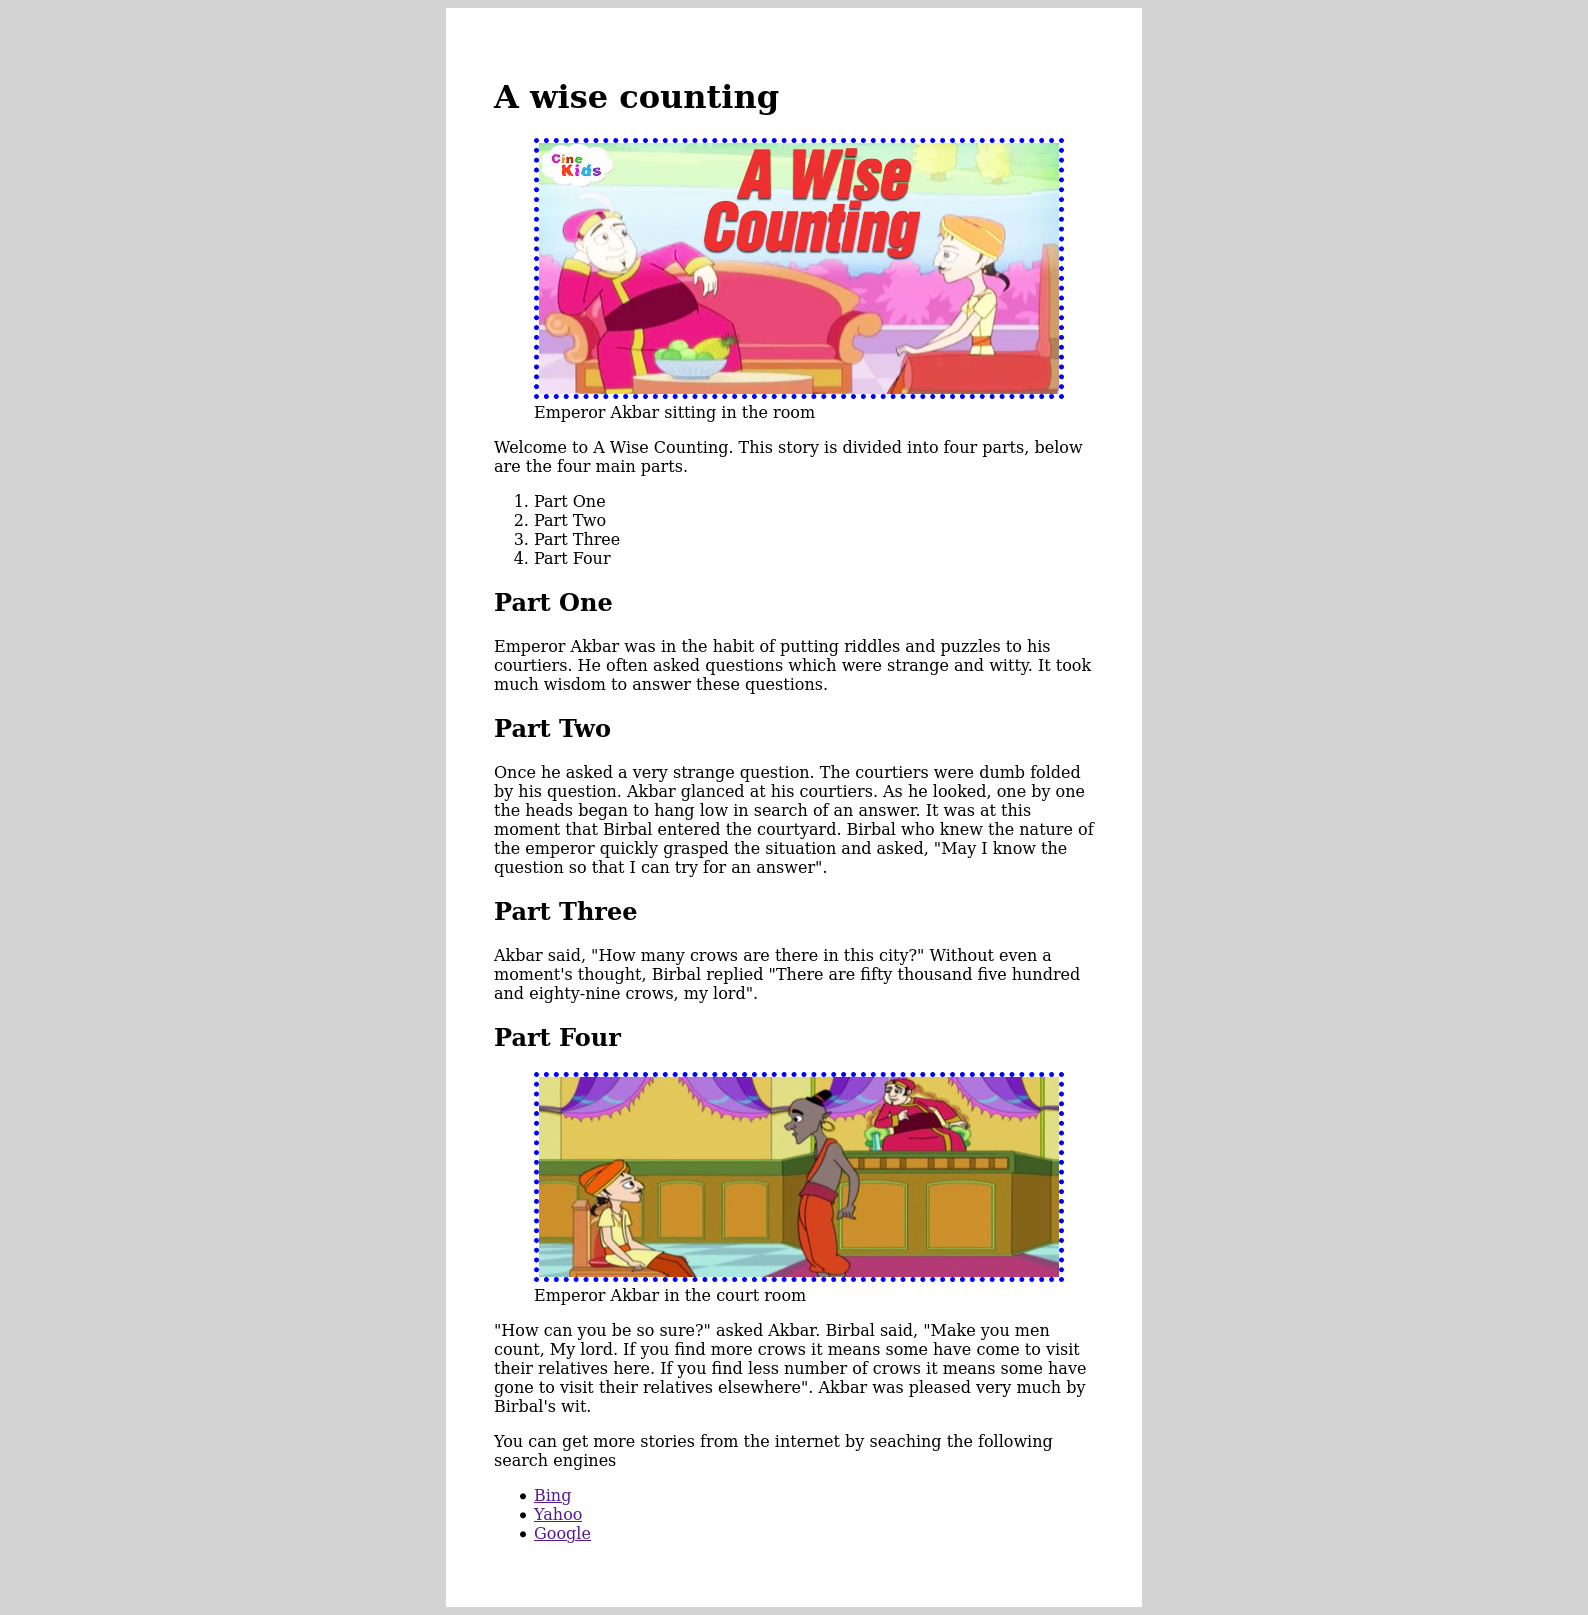 A wise counting
Cine
Kids
A Wise
Counting
Emperor Akbar sitting in the room
Welcome to A Wise Counting. This story is divided into four parts, below
are the four main parts.
1. Part One
2. Part Two
3. Part Three
4. Part Four
Part One
Emperor Akbar was in the habit of putting riddles and puzzles to his
courtiers. He often asked questions which were strange and witty. It took
much wisdom to answer these questions.
Part Two
Once he asked a very strange question. The courtiers were dumb folded
by his question. Akbar glanced at his courtiers. As he looked, one by one
the heads began to hang low in search of an answer. It was at this
moment that Birbal entered the courtyard. Birbal who knew the nature of
the emperor quickly grasped the situation and asked, "May I know the
question so that I can try for an answer".
Part Three
Akbar said, "How many crows are there in this city?" Without even a
moment's thought, Birbal replied "There are fifty thousand five hundred
and eighty-nine crows, my lord".
Part Four
Emperor Akbar in the court room
"How can you be so sure?" asked Akbar. Birbal said, "Make you men
count, My lord. If you find more crows it means some have come to visit
their relatives here. If you find less number of crows it means some have
gone to visit their relatives elsewhere". Akbar was pleased very much by
Birbal's wit.
You can get more stories from the internet by seaching the following
search engines
• Bing
• Yahoo
• Google